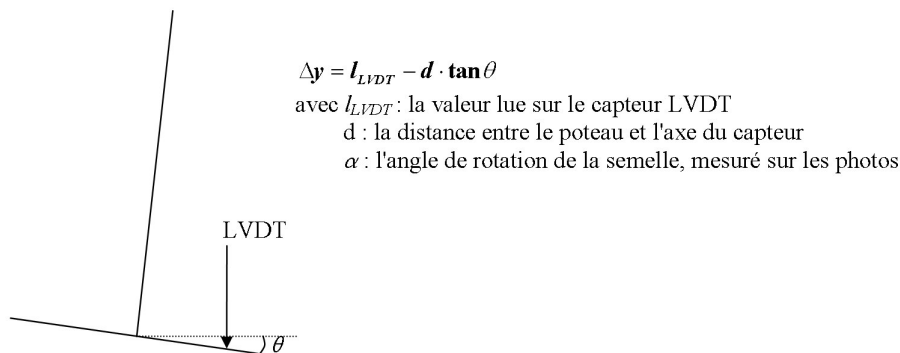 Δy = l_LVDT − d · tan θ
avec l_LVDT : la valeur lue sur le capteur LVDT
d : la distance entre le poteau et l'axe du capteur
α : l'angle de rotation de la semelle, mesuré sur les photos
LVDT
θ